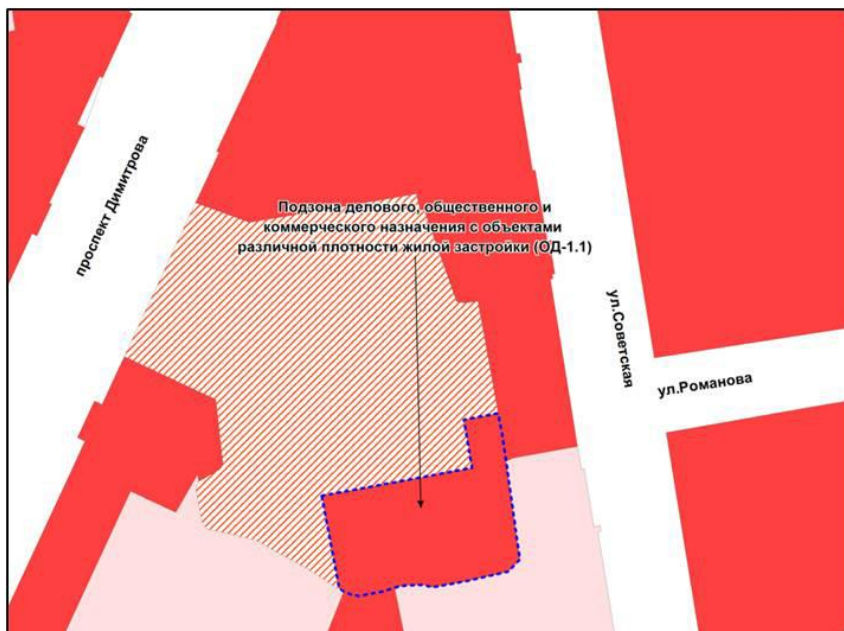 проспект Димитрова
Подзона делового, общественного и
коммерческого назначения с объектами
различной плотности жилой застройки (ОД-1.1)
ул.Советская
ул.Романова